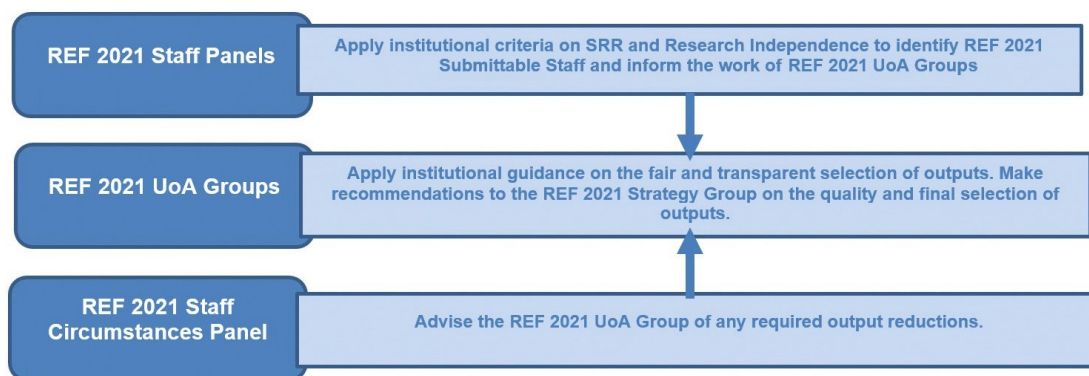 REF 2021 Staff Panels
Apply institutional criteria on SRR and Research Independence to identify REF 2021
Submittable Staff and inform the work of REF 2021 UoA Groups
REF 2021 UoA Groups
Apply institutional guidance on the fair and transparent selection of outputs. Make
recommendations to the REF 2021 Strategy Group on the quality and final selection of
outputs.
REF 2021 Staff
Circumstances Panel
Advise the REF 2021 UoA Group of any required output reductions.